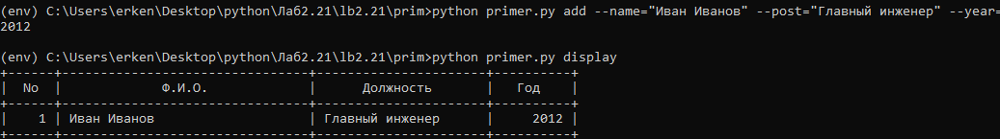 (env) C:\Users\erken\Desktop\python\Лаб2.21\lb2.21\prim>python primer.py add --name="Иван Иванов" --post="Главный инженер" --year=
2012
(env) C:\Users\erken\Desktop\python\Лаб2.21\lb2.21\prim>python primer.py display
+------+--------------------------------+----------------------+----------+
|  No  |             Ф.И.О.             |      Должность       |   Год    |
+------+--------------------------------+----------------------+----------+
|    1 | Иван Иванов                    | Главный инженер      |     2012 |
+------+--------------------------------+----------------------+----------+